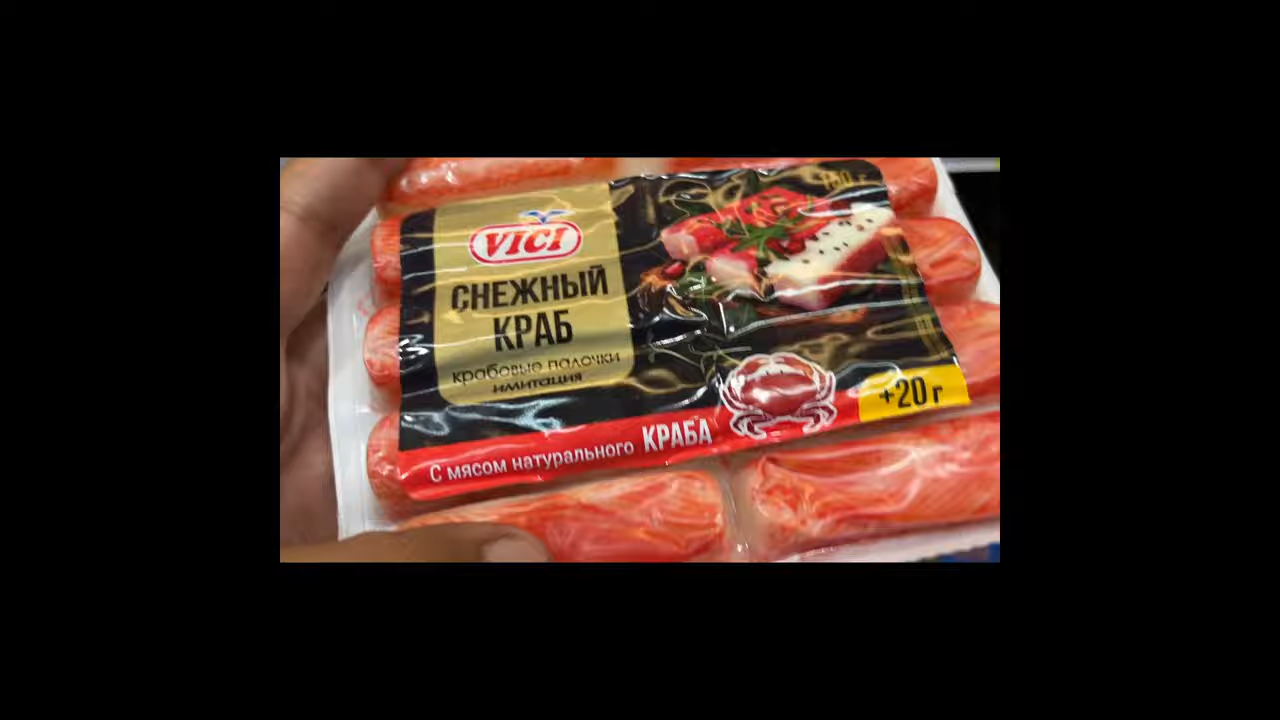 VICI
СНЕЖНЫЙ
КРАБ
крабовые палочки
имитация
+20 г
С мясом натурального КРАБА